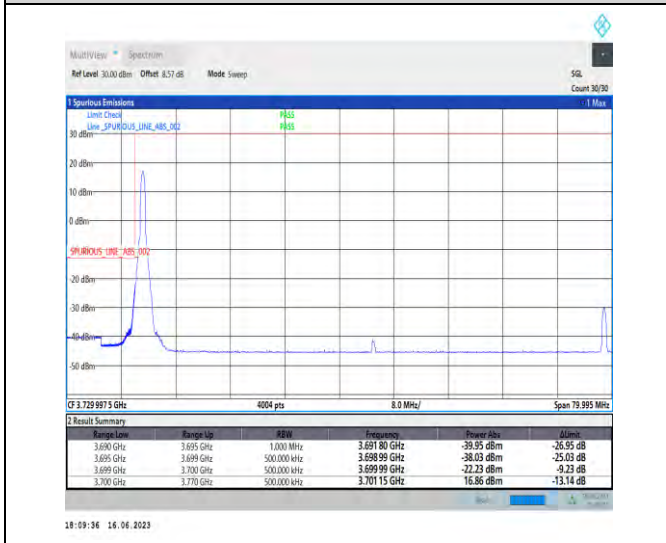 MultiView Spectrum
Ref Level 30.00 dBm Offset 8.57 dB Mode Sweep SGL
Count 30/30
1 Spurious Emissions 1 Max
Limit Check PASS
Line _SPURIOUS_LINE_ABS_002 PASS
30 dBm
20 dBm
10 dBm
0 dBm
SPURIOUS_LINE_ABS_002
-20 dBm
-30 dBm
-40 dBm
-50 dBm
CF 3.729 997 5 GHz 4004 pts 8.0 MHz/ Span 79.995 MHz
2 Result Summary
Range Low Range Up RBW Frequency Power Abs ΔLimit
3.690 GHz 3.695 GHz 1.000 MHz 3.691 80 GHz -39.95 dBm -26.95 dB
3.695 GHz 3.699 GHz 500.000 kHz 3.698 99 GHz -38.03 dBm -25.03 dB
3.699 GHz 3.700 GHz 500.000 kHz 3.699 99 GHz -22.23 dBm -9.23 dB
3.700 GHz 3.770 GHz 500.000 kHz 3.701 15 GHz 16.86 dBm -13.14 dB
18:09:36 16.06.2023